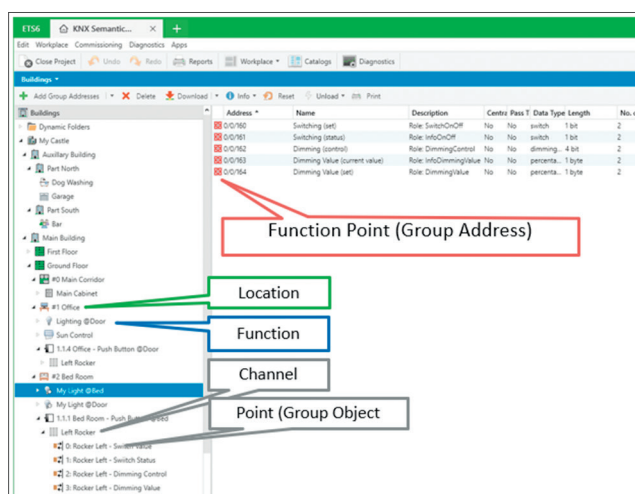 ETS6 KNX Semantic... × +
Edit Workplace Commissioning Diagnostics Apps
Close Project Undo Redo Reports Workplace Catalogs Diagnostics
Buildings
Add Group Addresses Delete Download Info Reset Unload Print
Buildings
Dynamic Folders
My Castle
Auxillary Building
Part North
Dog Washing
Garage
Part South
Bar
Main Building
First Floor
Ground Floor
#0 Main Corridor
Main Cabinet
#1 Office
Lighting @Door
Sun Control
1.1.4 Office - Push Button @Door
Left Rocker
#2 Bed Room
My Light @Bed
My Light @Door
1.1.1 Bed Room - Push Button @Bed
Left Rocker
0: Rocker Left - Switch Value
1: Rocker Left - Switch Status
2: Rocker Left - Dimming Control
3: Rocker Left - Dimming Value
Address Name Description Centra Pass T Data Type Length No. o
0/0/160 Switching (set) Role: SwitchOnOff No No switch 1 bit 2
0/0/161 Switching (status) Role: InfoOnOff No No switch 1 bit 2
0/0/162 Dimming (control) Role: DimmingControl No No dimming... 4 bit 2
0/0/163 Dimming Value (current value) Role: InfoDimmingValue No No percenta... 1 byte 2
0/0/164 Dimming Value (set) Role: DimmingValue No No percenta... 1 byte 2
Function Point (Group Address)
Location
Function
Channel
Point (Group Object